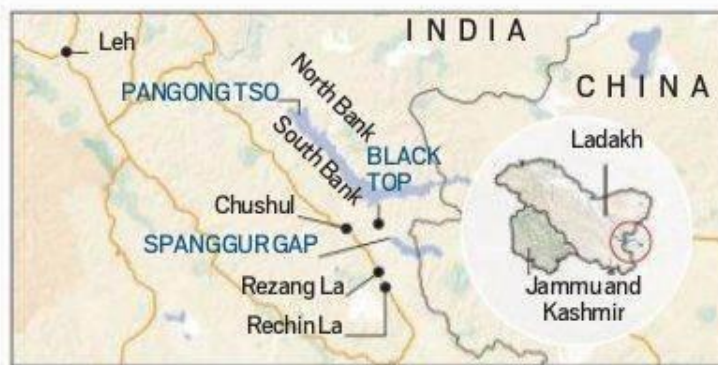 INDIA
Leh
CHINA
North Bank
PANGONG TSO
Ladakh
South Bank
BLACK
TOP
Chushul
SPANGGUR GAP
Rezang La
Jammu and
Kashmir
Rechin La